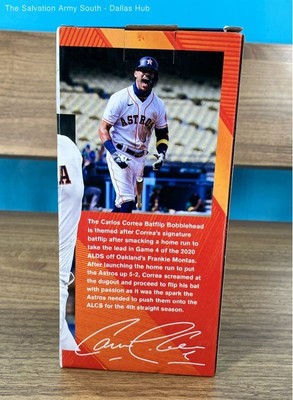 The Salvation Army South - Dallas Hub
ASTROS
A
The Carlos Correa Batflip Bobblehead
is themed after Correa's signature
batflip after smacking a home run to
take the lead in Game 4 of the 2020
ALDS off Oakland's Frankie Montas.
After launching the home run to put
the Astros up 5-2, Correa screamed at
the dugout and proceed to flip his bat
with passion as it was the spark the
Astros needed to push them onto the
ALCS for the 4th straight season.